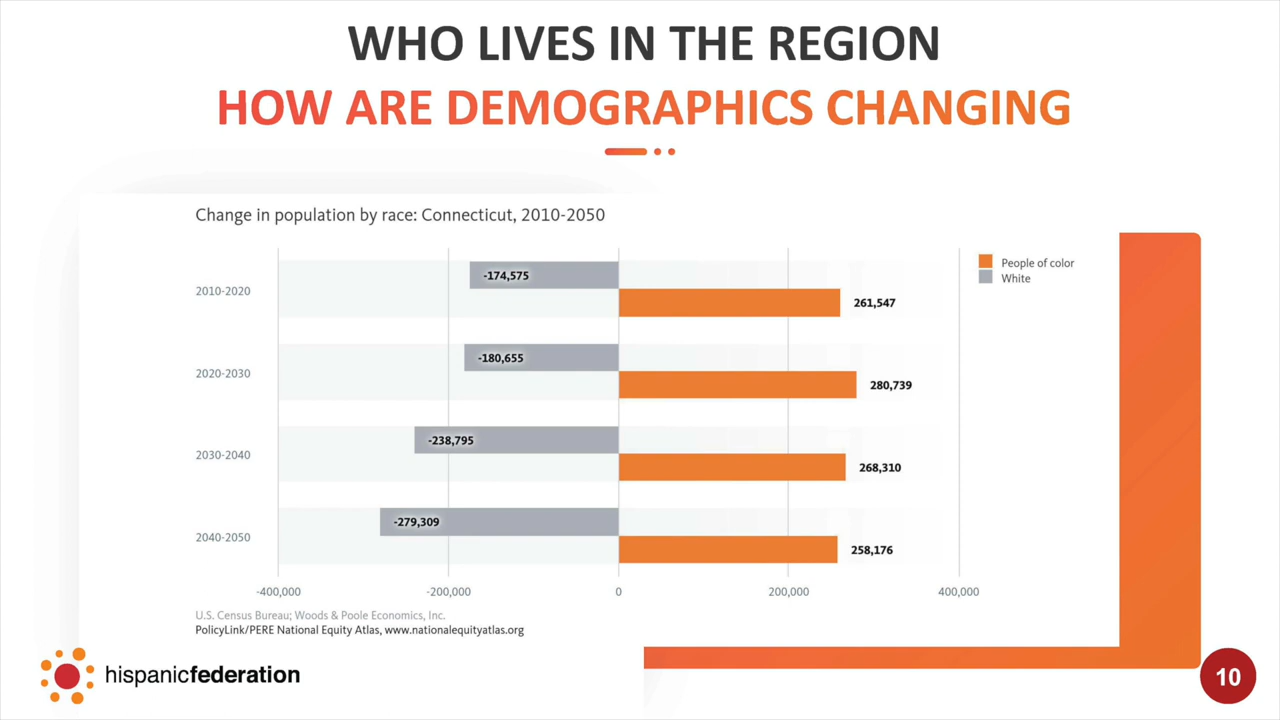 WHO LIVES IN THE REGION
HOW ARE DEMOGRAPHICS CHANGING
Change in population by race: Connecticut, 2010-2050
People of color
White
2010-2020
-174,575
261,547
2020-2030
-180,655
280,739
2030-2040
-238,795
268,310
2040-2050
-279,309
258,176
-400,000 -200,000 0 200,000 400,000
U.S. Census Bureau; Woods & Poole Economics, Inc.
PolicyLink/PERE National Equity Atlas, www.nationalequityatlas.org
hispanicfederation
10